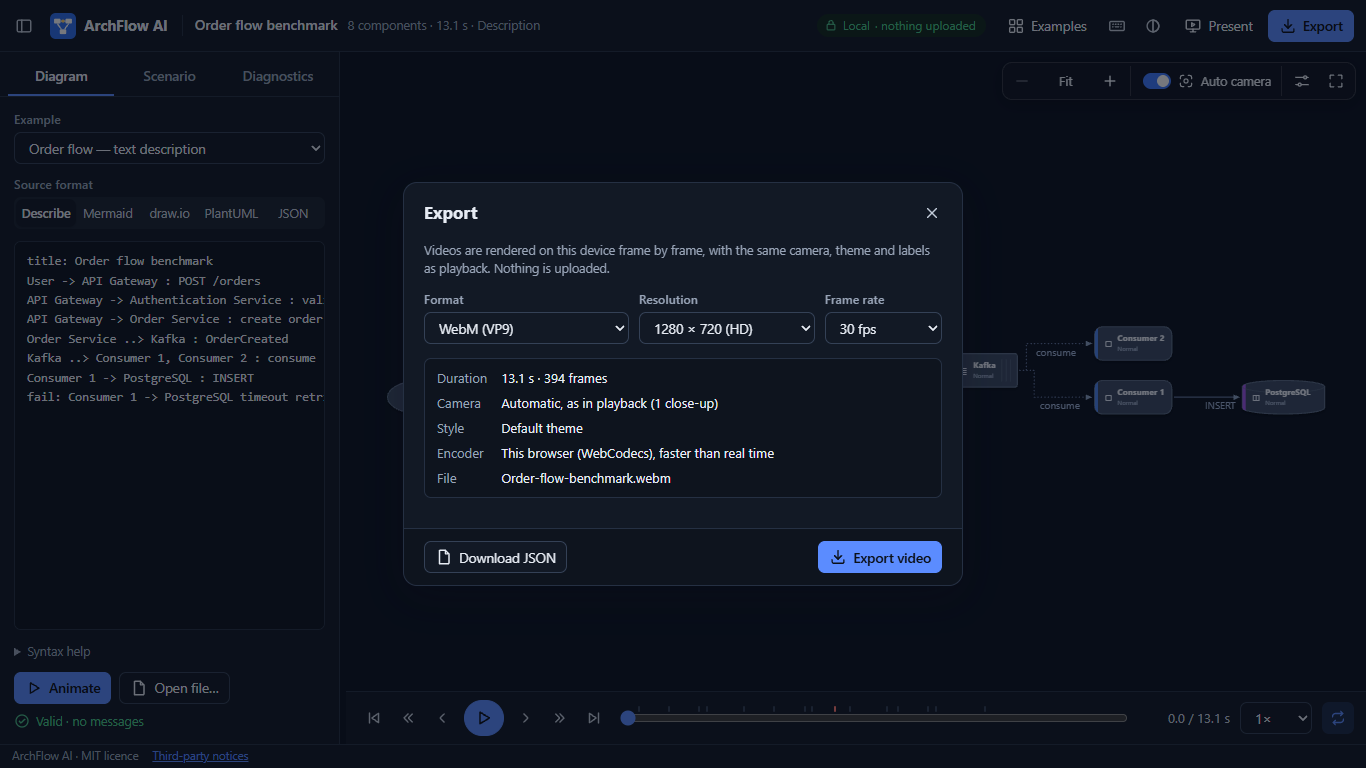 ArchFlow AI
Order flow benchmark
8 components · 13.1 s · Description
Local · nothing uploaded
Examples
Present
Export
Diagram
Scenario
Diagnostics
Fit
Auto camera
Example
Order flow — text description
Source format
Describe
Mermaid
draw.io
PlantUML
JSON
title: Order flow benchmark
User -> API Gateway : POST /orders
API Gateway -> Authentication Service : val
API Gateway -> Order Service : create order
Order Service ..> Kafka : OrderCreated
Kafka ..> Consumer 1, Consumer 2 : consume
Consumer 1 -> PostgreSQL : INSERT
fail: Consumer 1 -> PostgreSQL timeout retr
Syntax help
Animate
Open file...
Valid · no messages
Export
Videos are rendered on this device frame by frame, with the same camera, theme and labels
as playback. Nothing is uploaded.
Format
Resolution
Frame rate
WebM (VP9)
1280 × 720 (HD)
30 fps
Duration 13.1 s · 394 frames
Camera Automatic, as in playback (1 close-up)
Style Default theme
Encoder This browser (WebCodecs), faster than real time
File Order-flow-benchmark.webm
Download JSON
Export video
Kafka
Normal
consume
consume
Consumer 2
Normal
Consumer 1
Normal
INSERT
PostgreSQL
Normal
0.0 / 13.1 s
1×
ArchFlow AI · MIT licence
Third-party notices